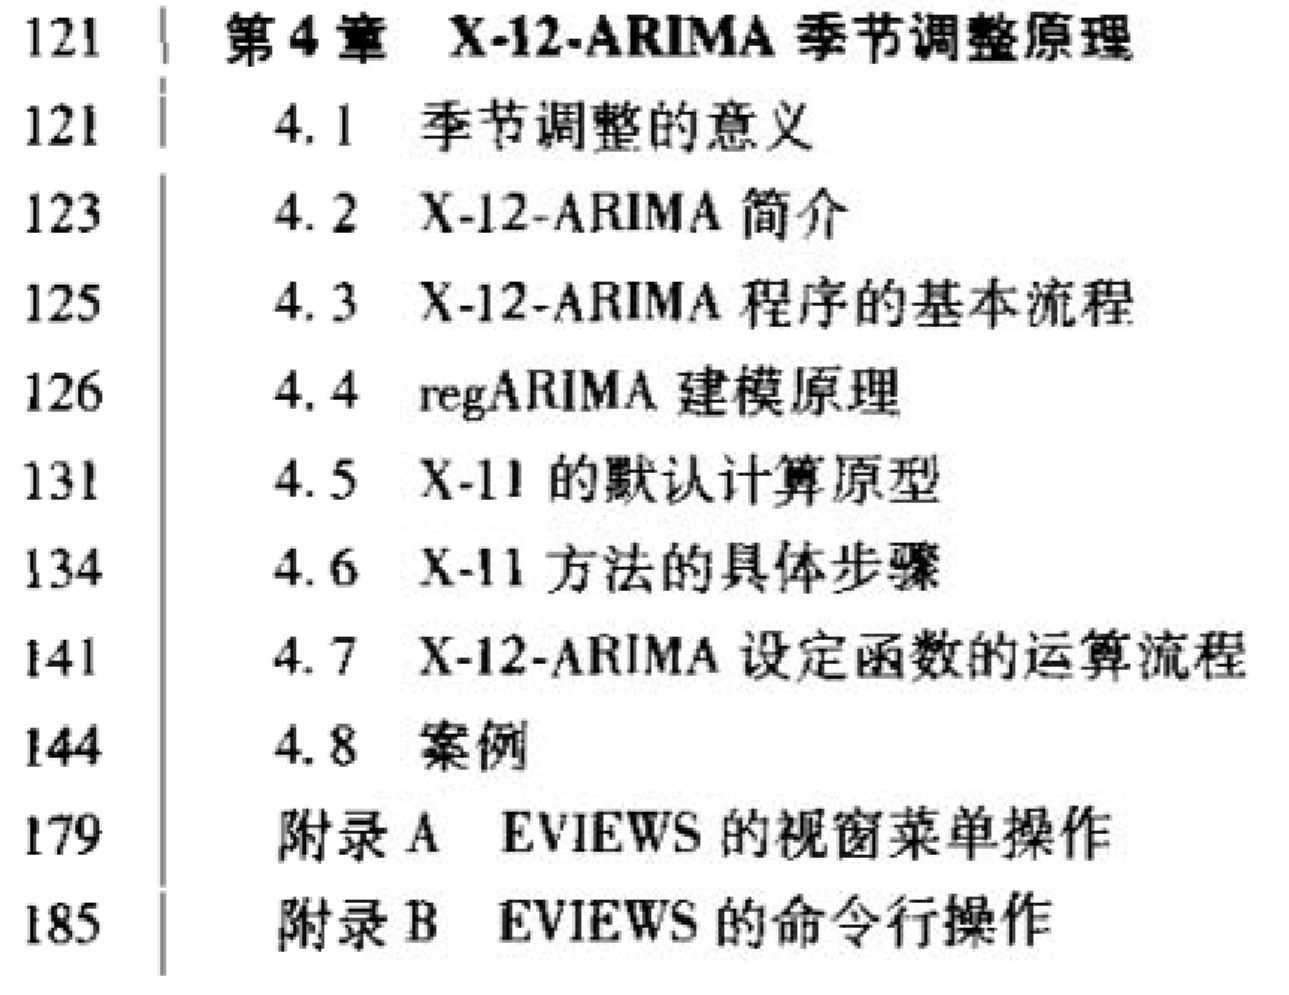 121 第4章 X-12-ARIMA 季节调整原理
121 4.1 季节调整的意义
123 4.2 X-12-ARIMA 简介
125 4.3 X-12-ARIMA 程序的基本流程
126 4.4 regARIMA 建模原理
131 4.5 X-11 的默认计算原型
134 4.6 X-11 方法的具体步骤
141 4.7 X-12-ARIMA 设定函数的运算流程
144 4.8 案例
179 附录 A EVIEWS 的视窗菜单操作
185 附录 B EVIEWS 的命令行操作